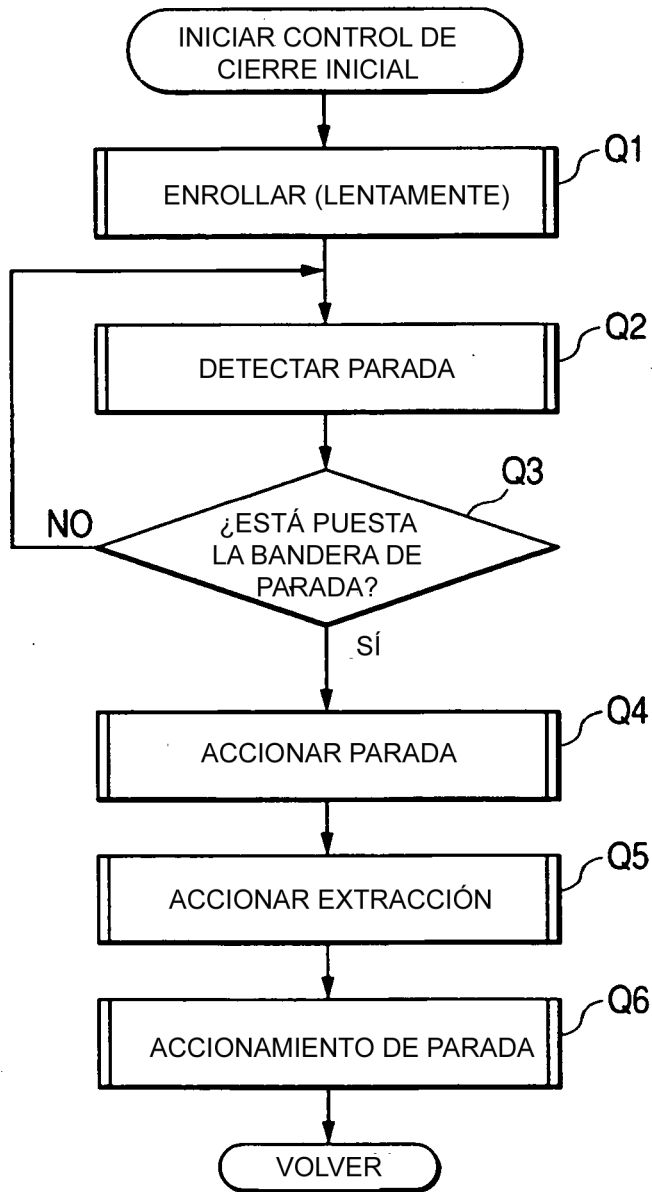 INICIAR CONTROL DE
CIERRE INICIAL
Q1
ENROLLAR (LENTAMENTE)
Q2
DETECTAR PARADA
Q3
¿ESTÁ PUESTA
LA BANDERA DE
PARADA?
NO
SÍ
Q4
ACCIONAR PARADA
Q5
ACCIONAR EXTRACCIÓN
Q6
ACCIONAMIENTO DE PARADA
VOLVER